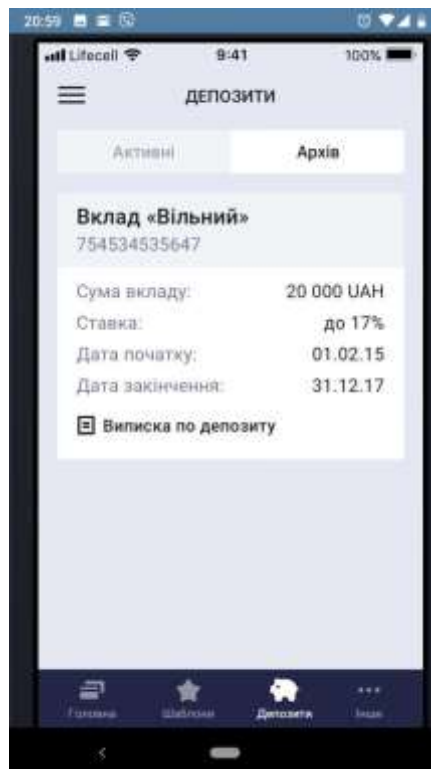 20:59
Lifecell 9:41 100%
ДЕПОЗИТИ
Активні Архів
Вклад «Вільний»
754534535647
Сума вкладу: 20 000 UAH
Ставка: до 17%
Дата початку: 01.02.15
Дата закінчення: 31.12.17
Виписка по депозиту
Головна Шаблони Депозити Інше